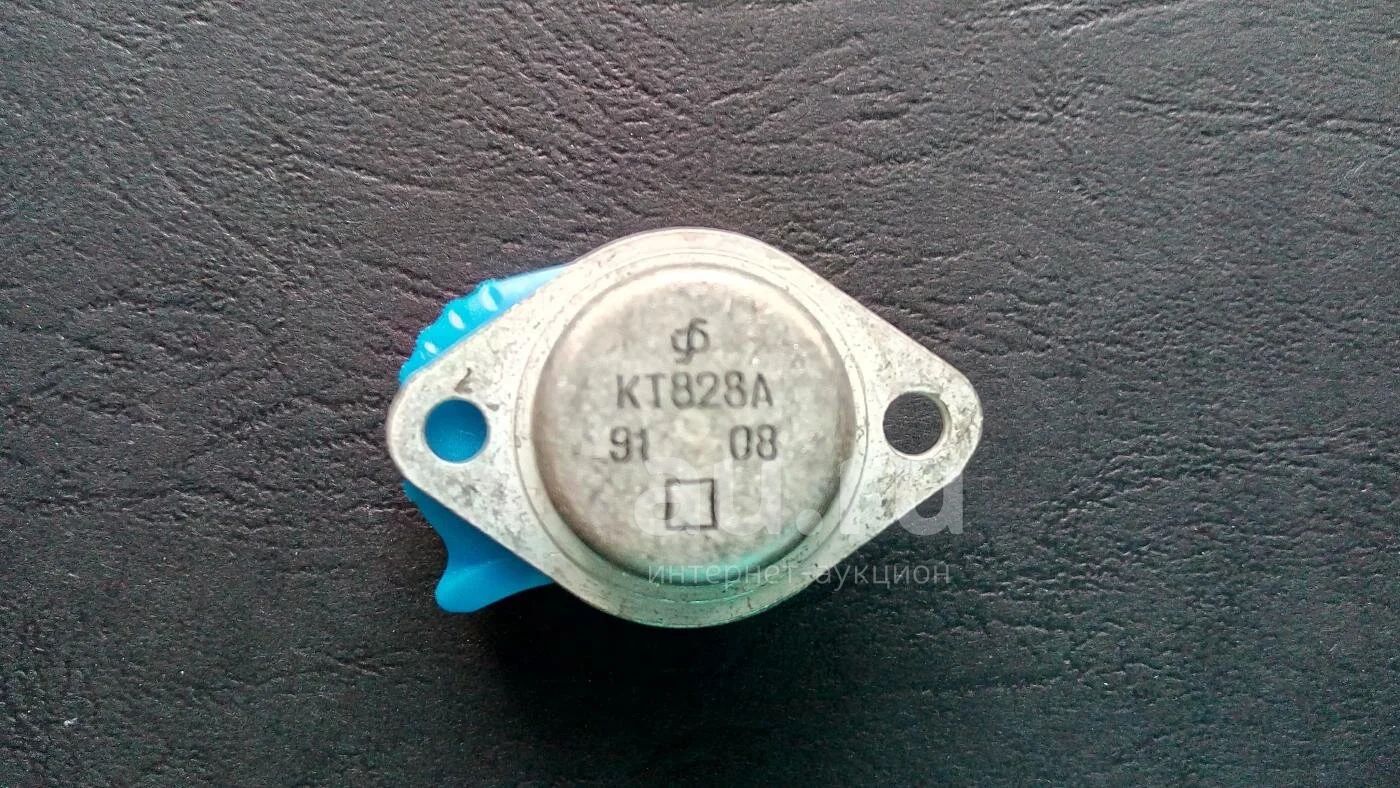 КТ828А
91 08
au.ru
интернет-аукцион